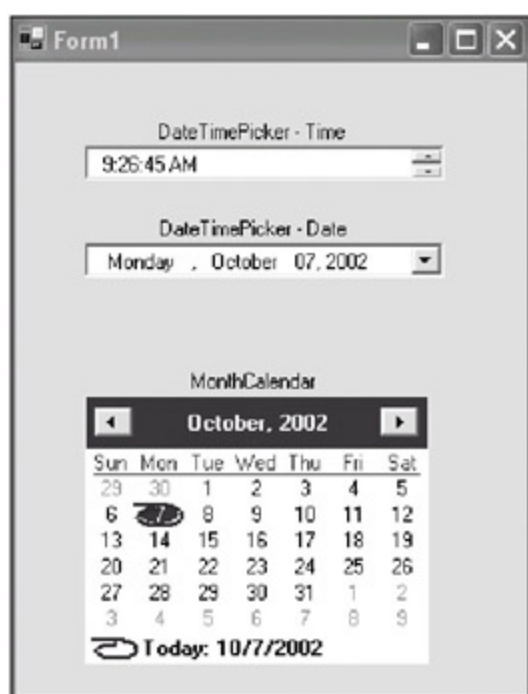 Form1
DateTimePicker - Time
9:26:45 AM
DateTimePicker - Date
Monday , October 07, 2002
MonthCalendar
October, 2002
Sun Mon Tue Wed Thu Fri Sat
29 30 1 2 3 4 5
6 7 8 9 10 11 12
13 14 15 16 17 18 19
20 21 22 23 24 25 26
27 28 29 30 31 1 2
3 4 5 6 7 8 9
Today: 10/7/2002